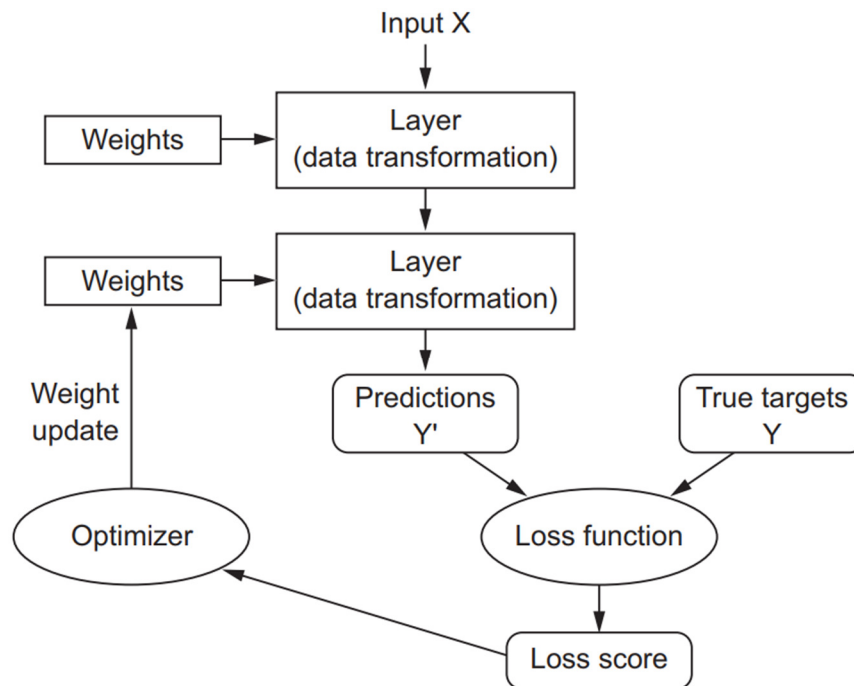 Input X
Weights
Layer
(data transformation)
Weights
Layer
(data transformation)
Weight
update
Predictions
Y'
True targets
Y
Optimizer
Loss function
Loss score